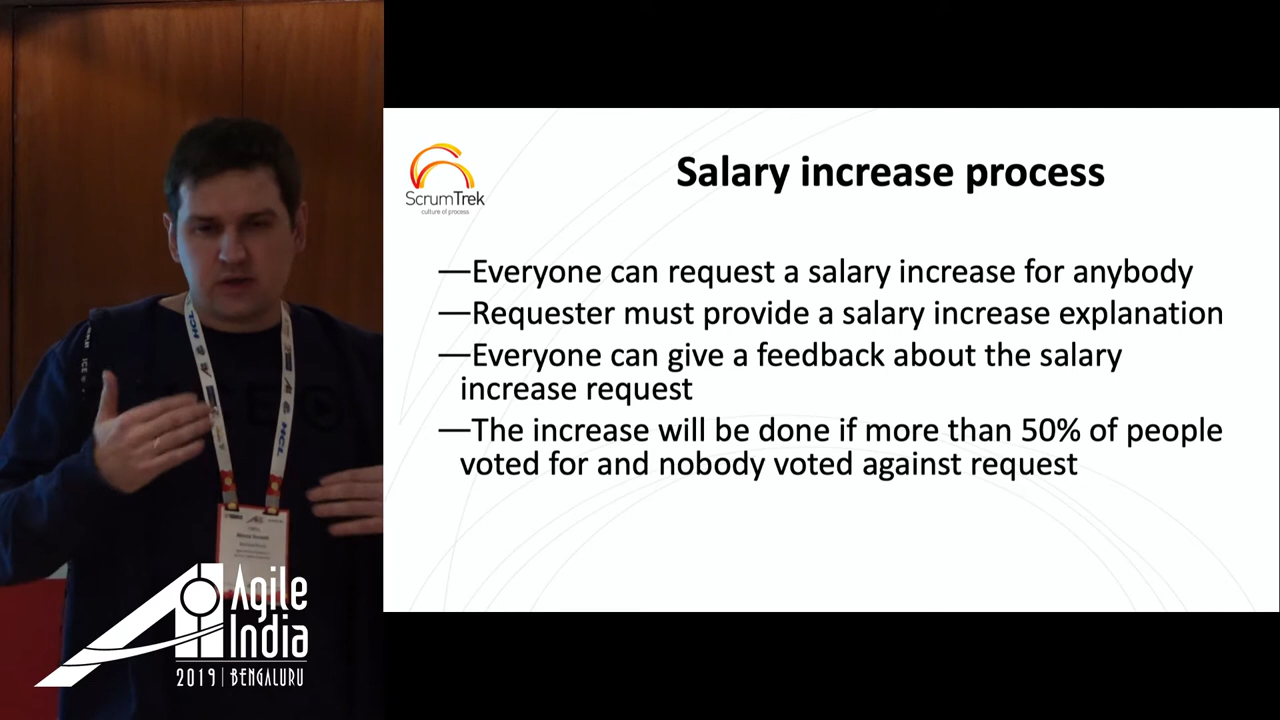 ScrumTrek
culture of process
Salary increase process
—Everyone can request a salary increase for anybody
—Requester must provide a salary increase explanation
—Everyone can give a feedback about the salary
increase request
—The increase will be done if more than 50% of people
voted for and nobody voted against request
HCL
HCL
Agile
India
2019 | BENGALURU